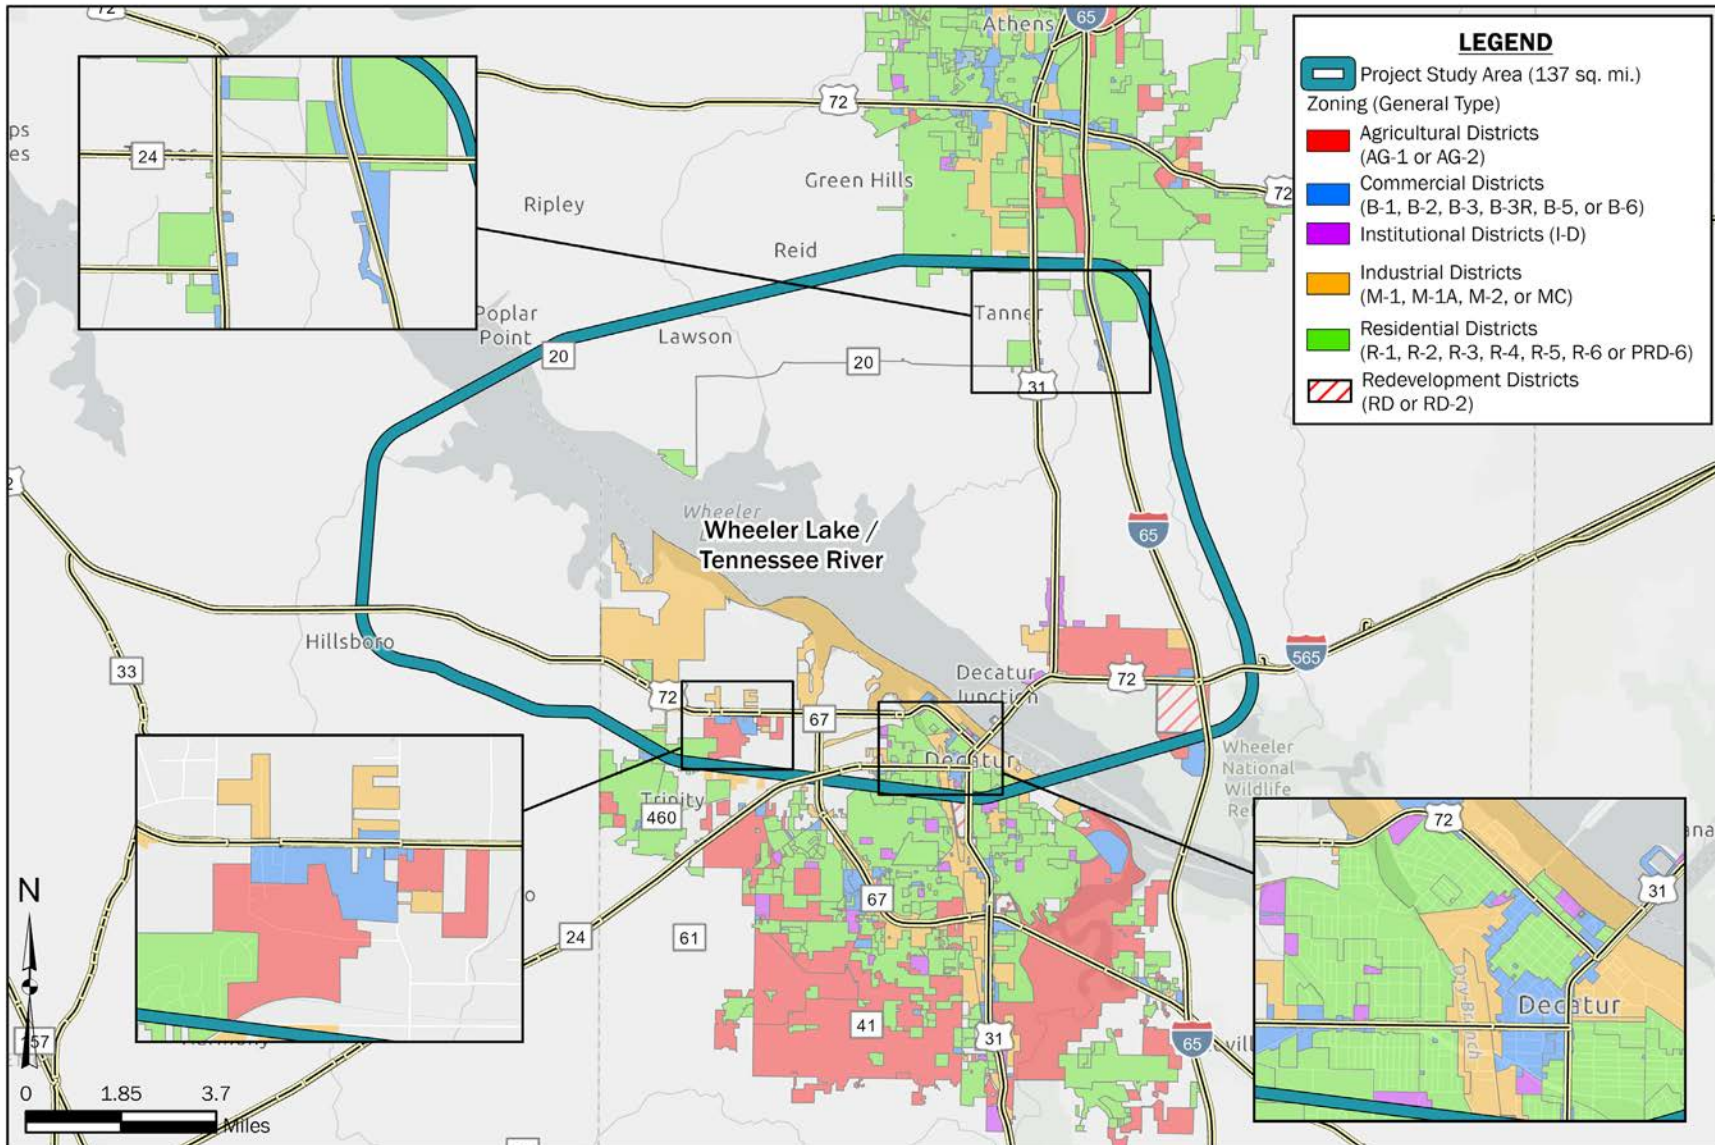 72
Athens
65
72
Green Hills
72
Ripley
Reid
ps
es
24
Poplar
Point
20
Lawson
20
Tanner
31
LEGEND
Project Study Area (137 sq. mi.)
Zoning (General Type)
Agricultural Districts
(AG-1 or AG-2)
Commercial Districts
(B-1, B-2, B-3, B-3R, B-5, or B-6)
Institutional Districts (I-D)
Industrial Districts
(M-1, M-1A, M-2, or MC)
Residential Districts
(R-1, R-2, R-3, R-4, R-5, R-6 or PRD-6)
Redevelopment Districts
(RD or RD-2)
Wheeler
Wheeler Lake /
Tennessee River
65
Hillsboro
33
72
67
Decatur
Junction
72
565
Decatur
Wheeler
National
Wildlife
Trinity
460
67
24
61
41
31
65
72
31
Dry Branch
Decatur
N
0 1.85 3.7
Miles